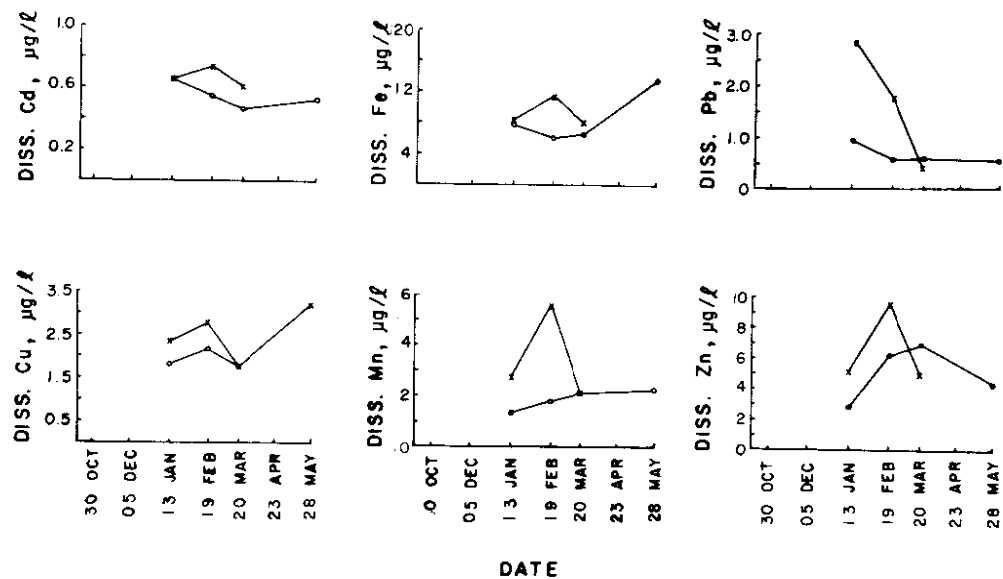 DISS. Cd, µg/ℓ
1.0
0.6
0.2
DISS. Fe, µg/ℓ
20
12
4
DISS. Pb, µg/ℓ
3.0
2.0
1.0
0
DISS. Cu, µg/ℓ
3.5
2.5
1.5
0.5
DISS. Mn, µg/ℓ
6
4
2
0
DISS. Zn, µg/ℓ
10
8
6
4
2
0
30 OCT
05 DEC
13 JAN
19 FEB
20 MAR
23 APR
28 MAY
0 OCT
05 DEC
13 JAN
19 FEB
20 MAR
23 APR
28 MAY
30 OCT
05 DEC
13 JAN
19 FEB
20 MAR
23 APR
28 MAY
DATE